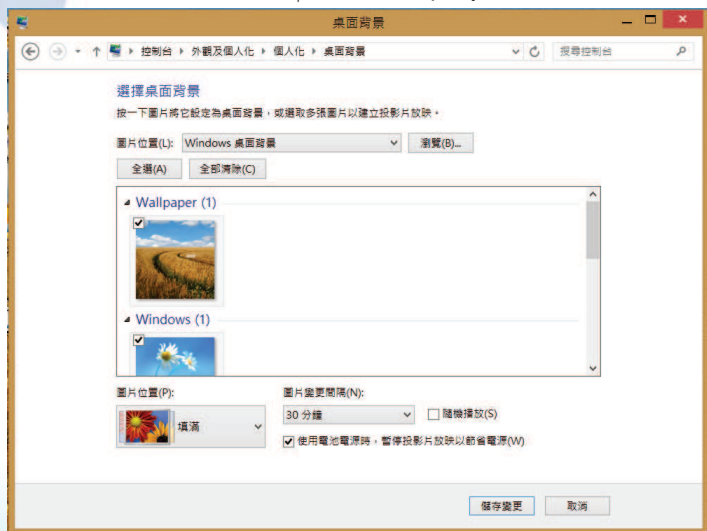 桌面背景
控制台 ▸ 外觀及個人化 ▸ 個人化 ▸ 桌面背景
搜尋控制台
選擇桌面背景
按一下圖片將它設定為桌面背景，或選取多張圖片以建立投影片放映。
圖片位置(L): Windows 桌面背景 瀏覽(B)...
全選(A) 全部清除(C)
Wallpaper (1)
Windows (1)
圖片位置(P): 圖片變更間隔(N):
填滿 30 分鐘 隨機播放(S)
使用電池電源時，暫停投影片放映以節省電源(W)
儲存變更 取消